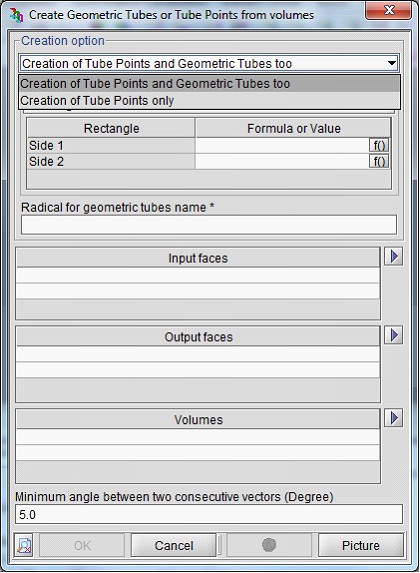 Create Geometric Tubes or Tube Points from volumes
Creation option
Creation of Tube Points and Geometric Tubes too
Creation of Tube Points and Geometric Tubes too
Creation of Tube Points only
Rectangle Formula or Value
Side 1 f()
Side 2 f()
Radical for geometric tubes name *
Input faces
Output faces
Volumes
Minimum angle between two consecutive vectors (Degree)
5.0
OK Cancel Picture